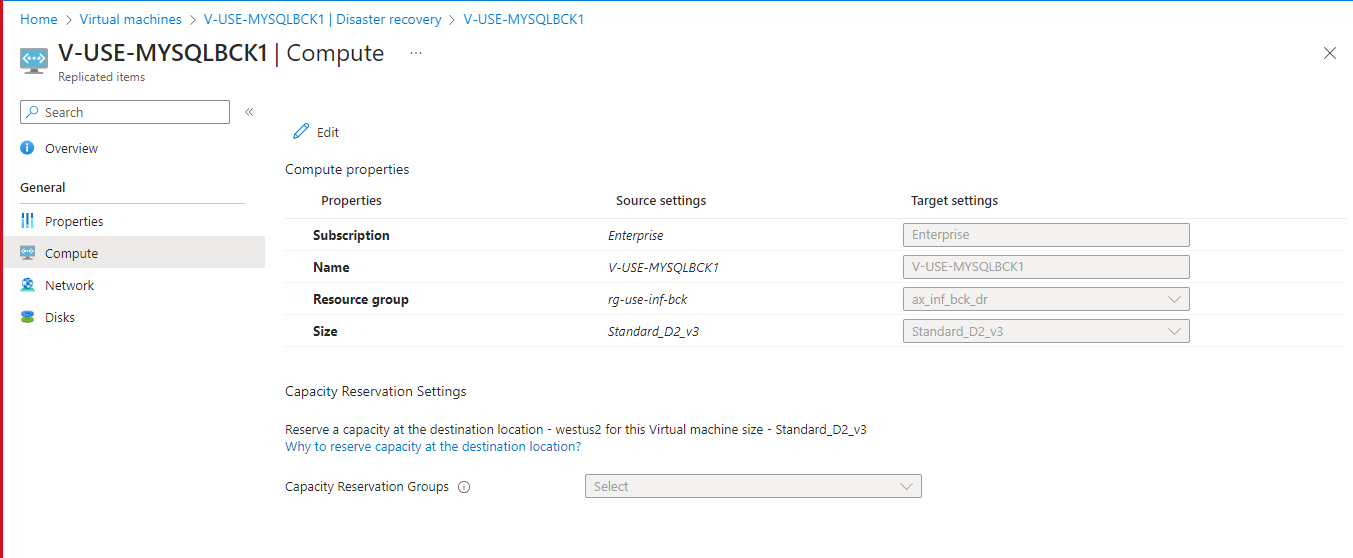 Home > Virtual machines > V-USE-MYSQLBCK1 | Disaster recovery > V-USE-MYSQLBCK1
V-USE-MYSQLBCK1 | Compute ...
Replicated items
Search «
Edit
Overview
Compute properties
General
Properties Source settings Target settings
Properties
Subscription Enterprise Enterprise
Compute
Name V-USE-MYSQLBCK1 V-USE-MYSQLBCK1
Network
Resource group rg-use-inf-bck ax_inf_bck_dr
Disks
Size Standard_D2_v3 Standard_D2_v3
Capacity Reservation Settings
Reserve a capacity at the destination location - westus2 for this Virtual machine size - Standard_D2_v3
Why to reserve capacity at the destination location?
Capacity Reservation Groups Select